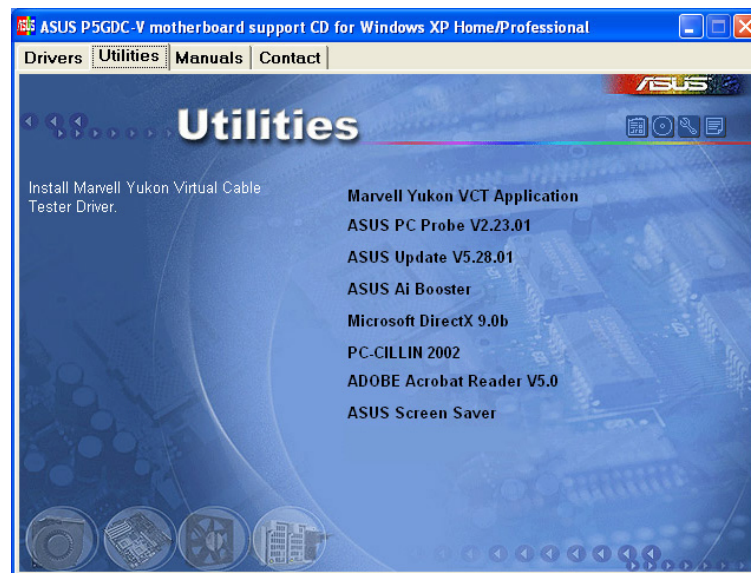 ASUS P5GDC-V motherboard support CD for Windows XP Home/Professional
Drivers Utilities Manuals Contact
/SUS
Utilities
Install Marvell Yukon Virtual Cable
Tester Driver.
Marvell Yukon VCT Application
ASUS PC Probe V2.23.01
ASUS Update V5.28.01
ASUS Ai Booster
Microsoft DirectX 9.0b
PC-CILLIN 2002
ADOBE Acrobat Reader V5.0
ASUS Screen Saver